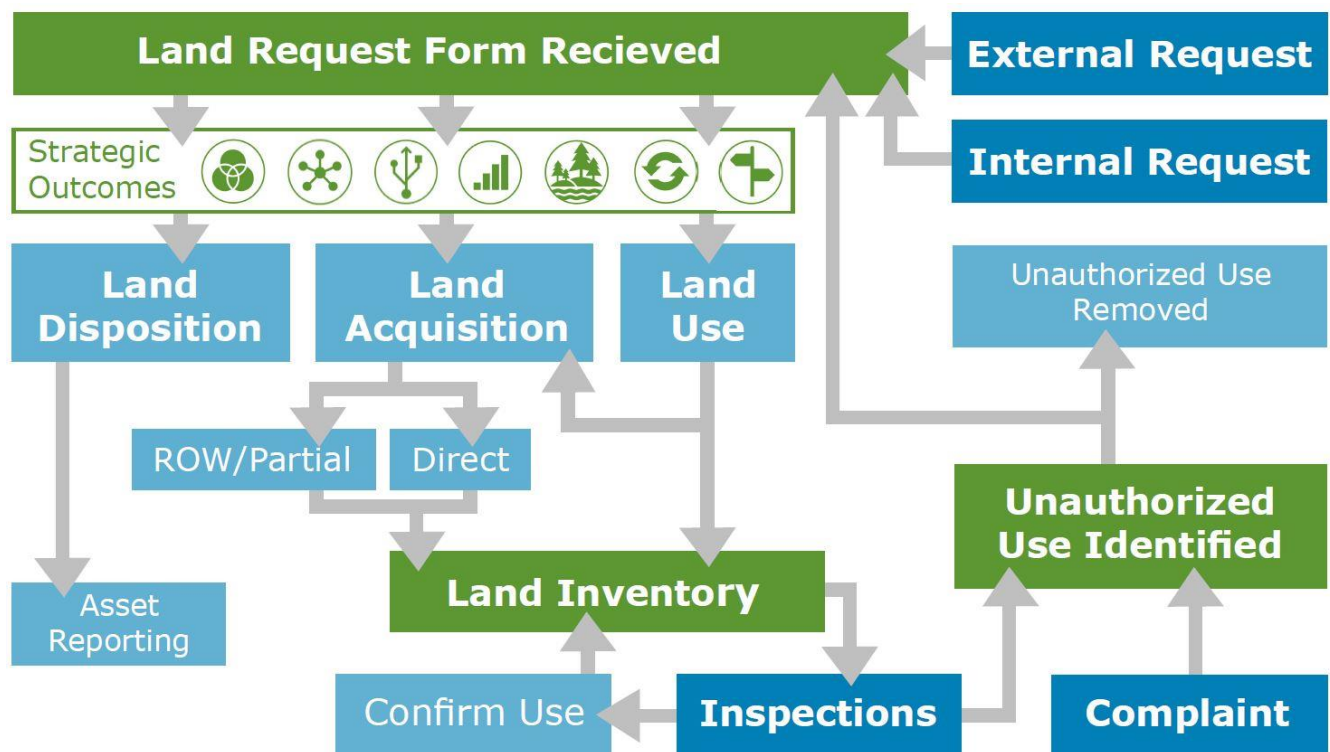 Land Request Form Recieved
External Request
Internal Request
Strategic
Outcomes
Land
Disposition
Land
Acquisition
Land
Use
Unauthorized Use
Removed
ROW/Partial
Direct
Unauthorized
Use Identified
Land Inventory
Asset
Reporting
Confirm Use
Inspections
Complaint